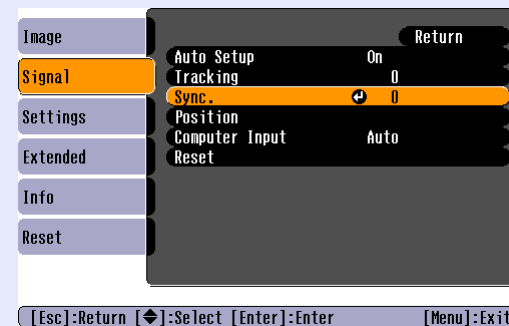 Image
Signal
Settings
Extended
Info
Reset
Return
Auto Setup On
Tracking 0
Sync. 0
Position
Computer Input Auto
Reset
[Esc]:Return [◆]:Select [Enter]:Enter [Menu]:Exit